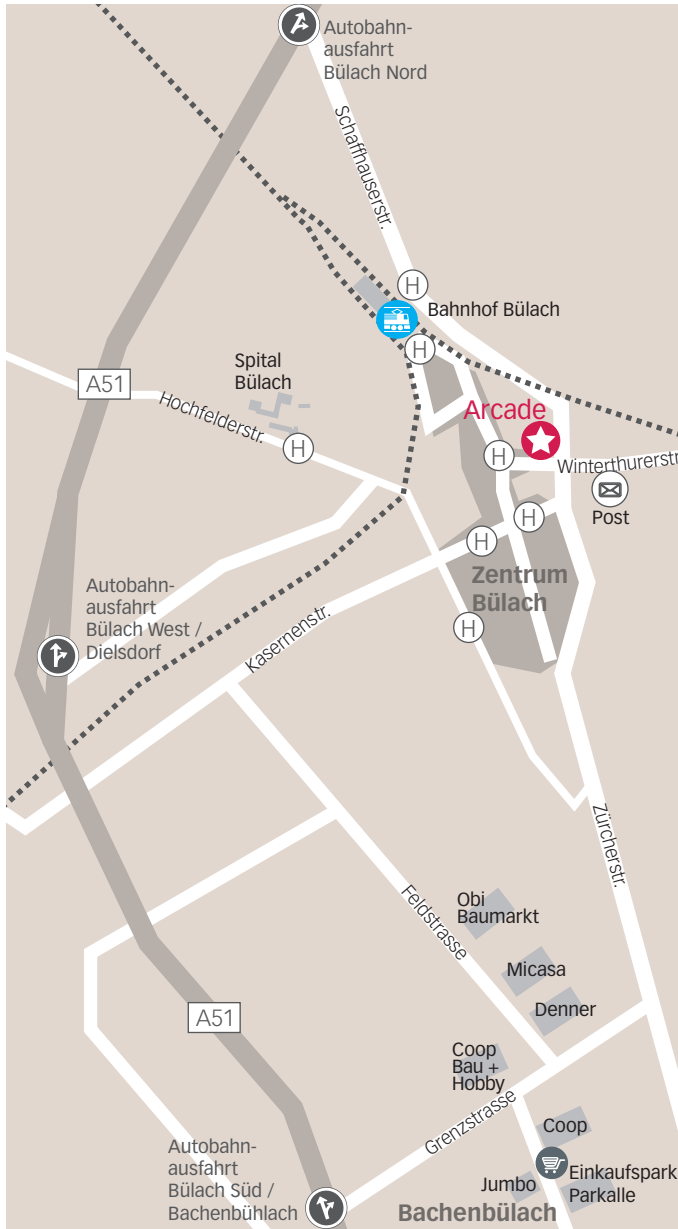 Autobahn-
ausfahrt
Bülach Nord
Schaffhauserstr.
H
Bahnhof Bülach
H
Spital
Bülach
A51
Hochfelderstr.
H
Arcade
H
Winterthurerstr
Post
H
H
Zentrum
Bülach
Autobahn-
ausfahrt
Bülach West /
Dielsdorf
Kasernenstr.
H
Zürcherstr.
Feldstrasse
Obi
Baumarkt
Micasa
Denner
A51
Coop
Bau +
Hobby
Grenzstrasse
Coop
Autobahn-
ausfahrt
Bülach Süd /
Bachenbühlach
Jumbo
Einkaufspark
Parkalle
Bachenbülach